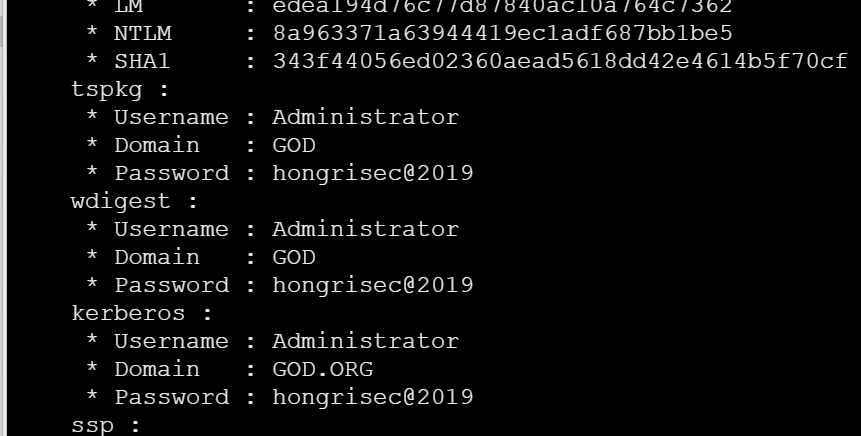 * LM : edea194d76c77d87840ac10a764c7362
* NTLM : 8a963371a63944419ec1adf687bb1be5
* SHA1 : 343f44056ed02360aead5618dd42e4614b5f70cf
tspkg :
* Username : Administrator
* Domain : GOD
* Password : hongrisec@2019
wdigest :
* Username : Administrator
* Domain : GOD
* Password : hongrisec@2019
kerberos :
* Username : Administrator
* Domain : GOD.ORG
* Password : hongrisec@2019
ssp :